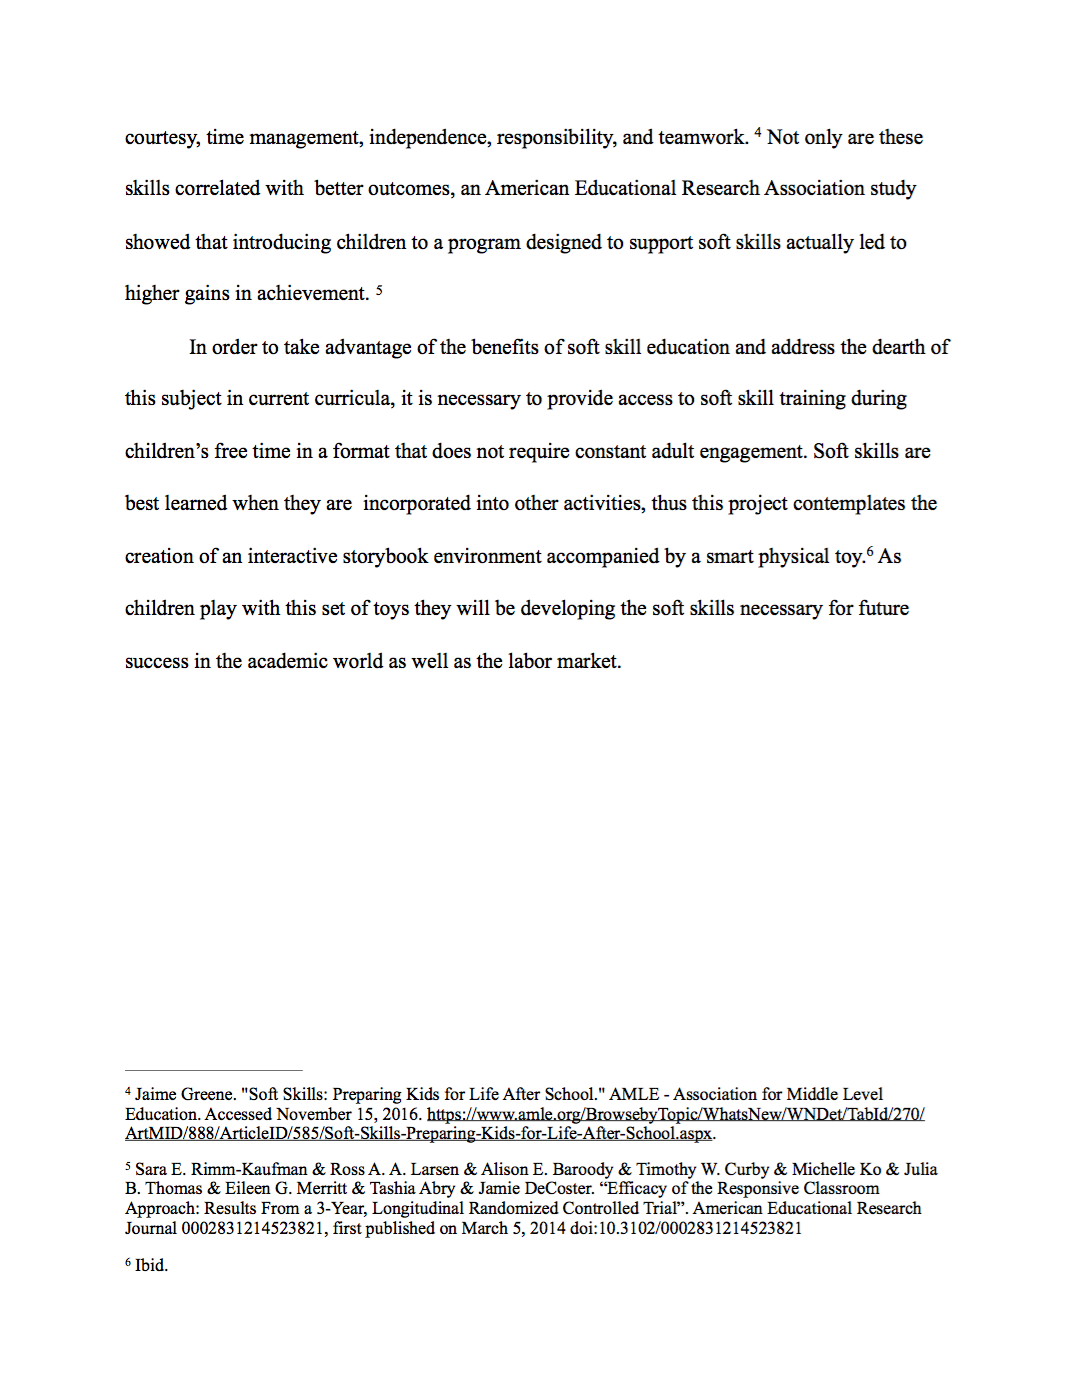 courtesy, time management, independence, responsibility, and teamwork. ⁴ Not only are these
skills correlated with  better outcomes, an American Educational Research Association study
showed that introducing children to a program designed to support soft skills actually led to
higher gains in achievement. ⁵
In order to take advantage of the benefits of soft skill education and address the dearth of
this subject in current curricula, it is necessary to provide access to soft skill training during
children’s free time in a format that does not require constant adult engagement. Soft skills are
best learned when they are  incorporated into other activities, thus this project contemplates the
creation of an interactive storybook environment accompanied by a smart physical toy.⁶ As
children play with this set of toys they will be developing the soft skills necessary for future
success in the academic world as well as the labor market.
⁴ Jaime Greene. "Soft Skills: Preparing Kids for Life After School." AMLE - Association for Middle Level
Education. Accessed November 15, 2016. https://www.amle.org/BrowsebyTopic/WhatsNew/WNDet/TabId/270/
ArtMID/888/ArticleID/585/Soft-Skills-Preparing-Kids-for-Life-After-School.aspx.
⁵ Sara E. Rimm-Kaufman & Ross A. A. Larsen & Alison E. Baroody & Timothy W. Curby & Michelle Ko & Julia
B. Thomas & Eileen G. Merritt & Tashia Abry & Jamie DeCoster. “Efficacy of the Responsive Classroom
Approach: Results From a 3-Year, Longitudinal Randomized Controlled Trial”. American Educational Research
Journal 0002831214523821, first published on March 5, 2014 doi:10.3102/0002831214523821
⁶ Ibid.